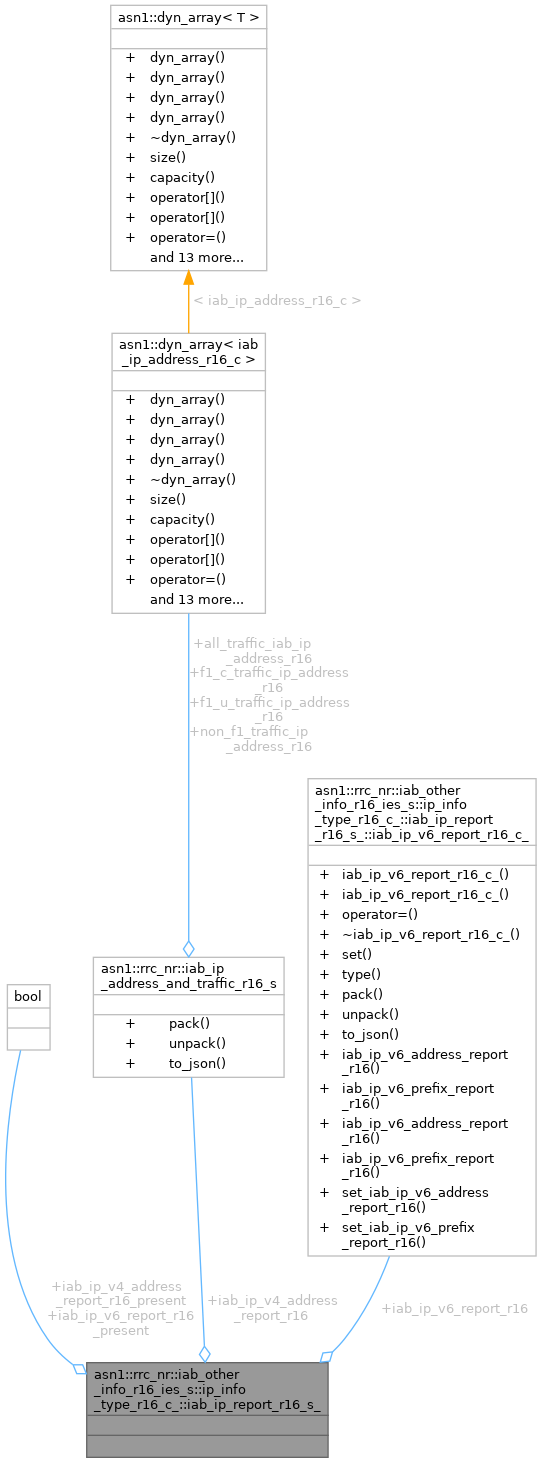 asn1::dyn_array< T >
+ dyn_array()
+ dyn_array()
+ dyn_array()
+ dyn_array()
+ ~dyn_array()
+ size()
+ capacity()
+ operator[]()
+ operator[]()
+ operator=()
and 13 more...
< iab_ip_address_r16_c >
asn1::dyn_array< iab
_ip_address_r16_c >
+ dyn_array()
+ dyn_array()
+ dyn_array()
+ dyn_array()
+ ~dyn_array()
+ size()
+ capacity()
+ operator[]()
+ operator[]()
+ operator=()
and 13 more...
+all_traffic_iab_ip
_address_r16
+f1_c_traffic_ip_address
_r16
+f1_u_traffic_ip_address
_r16
+non_f1_traffic_ip
_address_r16
asn1::rrc_nr::iab_other
_info_r16_ies_s::ip_info
_type_r16_c_::iab_ip_report
_r16_s_::iab_ip_v6_report_r16_c_
+ iab_ip_v6_report_r16_c_()
+ iab_ip_v6_report_r16_c_()
+ operator=()
+ ~iab_ip_v6_report_r16_c_()
+ set()
+ type()
+ pack()
+ unpack()
+ to_json()
+ iab_ip_v6_address_report
_r16()
+ iab_ip_v6_prefix_report
_r16()
+ iab_ip_v6_address_report
_r16()
+ iab_ip_v6_prefix_report
_r16()
+ set_iab_ip_v6_address
_report_r16()
+ set_iab_ip_v6_prefix
_report_r16()
asn1::rrc_nr::iab_ip
_address_and_traffic_r16_s
+ pack()
+ unpack()
+ to_json()
bool
+iab_ip_v4_address
_report_r16_present
+iab_ip_v6_report_r16
_present
+iab_ip_v4_address
_report_r16
+iab_ip_v6_report_r16
asn1::rrc_nr::iab_other
_info_r16_ies_s::ip_info
_type_r16_c_::iab_ip_report_r16_s_